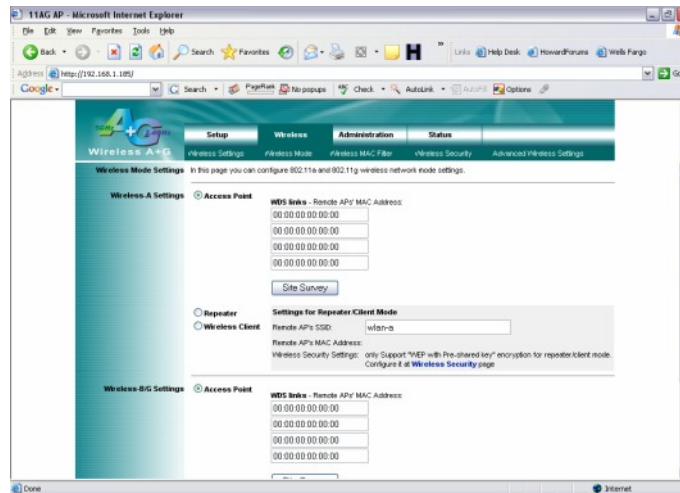 11AG AP - Microsoft Internet Explorer
File Edit View Favorites Tools Help
Back Search Favorites Links Help Desk HowardForums Wells Fargo
Address http://192.168.1.185/ Go
Google Search PageRank No popups Check AutoLink AutoFill Options
Setup Wireless Administration Status
Wireless A+G
Wireless Settings Wireless Mode Wireless MAC Filter Wireless Security Advanced Wireless Settings
Wireless Mode Settings In this page you can configure 802.11a and 802.11g wireless network mode settings.
Wireless-A Settings Access Point
WDS links - Remote APs' MAC Address:
00:00:00:00:00:00
00:00:00:00:00:00
00:00:00:00:00:00
00:00:00:00:00:00
Site Survey
Repeater Settings for Repeater/Client Mode
Wireless Client Remote AP's SSID: wlan-a
Remote AP's MAC Address:
Wireless Security Settings: only Support "WEP with Pre-shared key" encryption for repeater/client mode.
Configure it at Wireless Security page
Wireless-B/G Settings Access Point
WDS links - Remote APs' MAC Address:
00:00:00:00:00:00
00:00:00:00:00:00
00:00:00:00:00:00
00:00:00:00:00:00
Done Internet